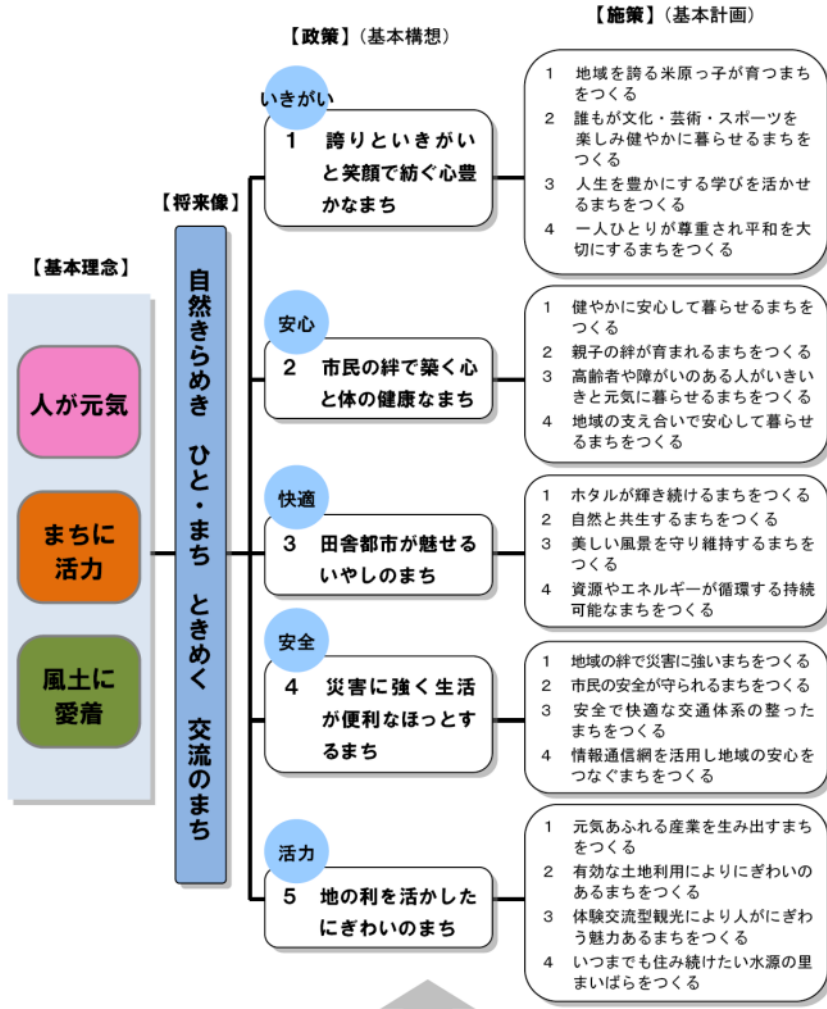 【基本理念】
人が元気
まちに
活力
風土に
愛着
【将来像】
自然きらめき ひと・まち ときめく 交流のまち
【政策】(基本構想)
いきがい
1 誇りといきがい
と笑顔で紡ぐ心豊
かなまち
安心
2 市民の絆で築く心
と体の健康なまち
快適
3 田舎都市が魅せる
いやしのまち
安全
4 災害に強く生活
が便利なほっとす
るまち
活力
5 地の利を活かした
にぎわいのまち
【施策】(基本計画)
1 地域を誇る米原っ子が育つまち
をつくる
2 誰もが文化・芸術・スポーツを
楽しみ健やかに暮らせるまちを
つくる
3 人生を豊かにする学びを活かせ
るまちをつくる
4 一人ひとりが尊重され平和を大
切にするまちをつくる
1 健やかに安心して暮らせるまちを
つくる
2 親子の絆が育まれるまちをつくる
3 高齢者や障がいのある人がいきい
きと元気に暮らせるまちをつくる
4 地域の支え合いで安心して暮らせ
るまちをつくる
1 ホタルが輝き続けるまちをつくる
2 自然と共生するまちをつくる
3 美しい風景を守り維持するまちを
つくる
4 資源やエネルギーが循環する持続
可能なまちをつくる
1 地域の絆で災害に強いまちをつくる
2 市民の安全が守られるまちをつくる
3 安全で快適な交通体系の整った
まちをつくる
4 情報通信網を活用し地域の安心を
つなぐまちをつくる
1 元気あふれる産業を生み出すまち
をつくる
2 有効な土地利用によりにぎわいの
あるまちをつくる
3 体験交流型観光により人がにぎわ
う魅力あるまちをつくる
4 いつまでも住み続けたい水源の里
まいばらをつくる